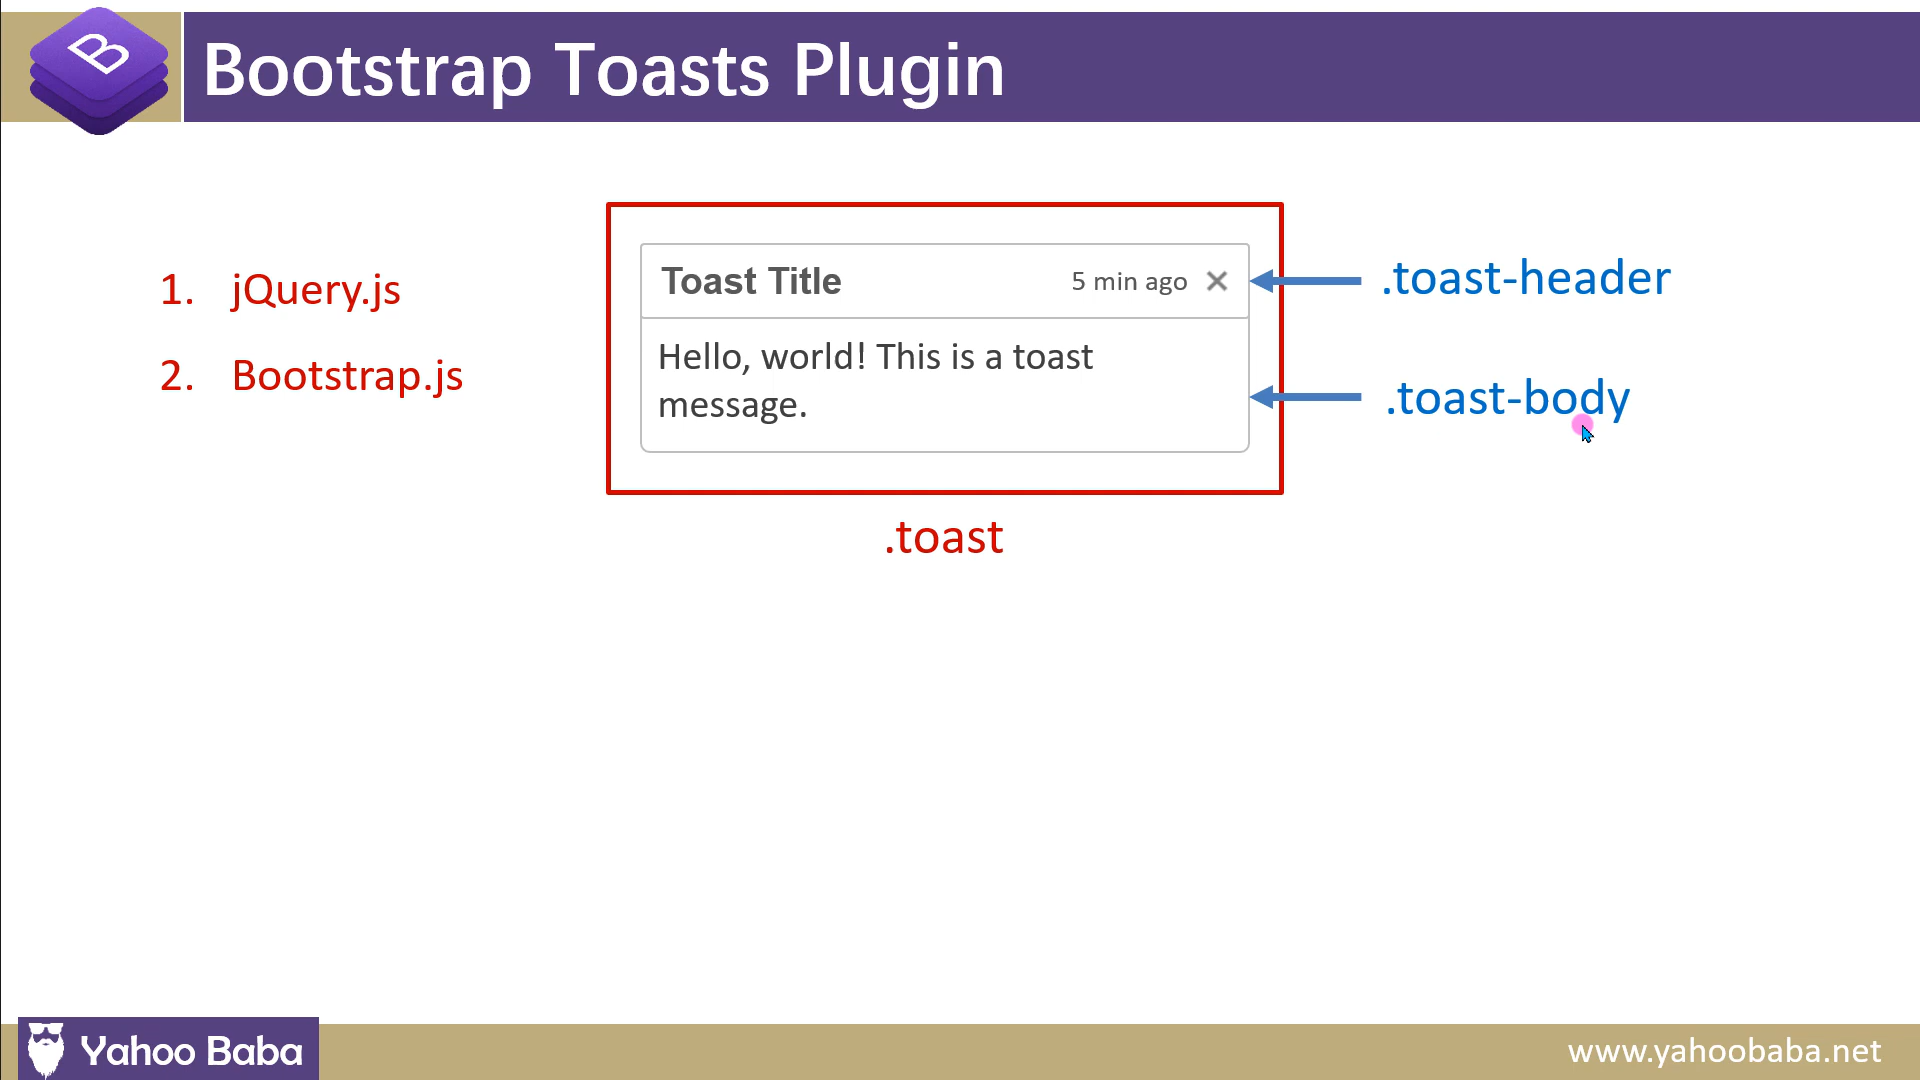 B
Bootstrap Toasts Plugin
1. jQuery.js
2. Bootstrap.js
Toast Title 5 min ago ×
Hello, world! This is a toast
message.
.toast-header
.toast-body
.toast
Yahoo Baba
www.yahoobaba.net